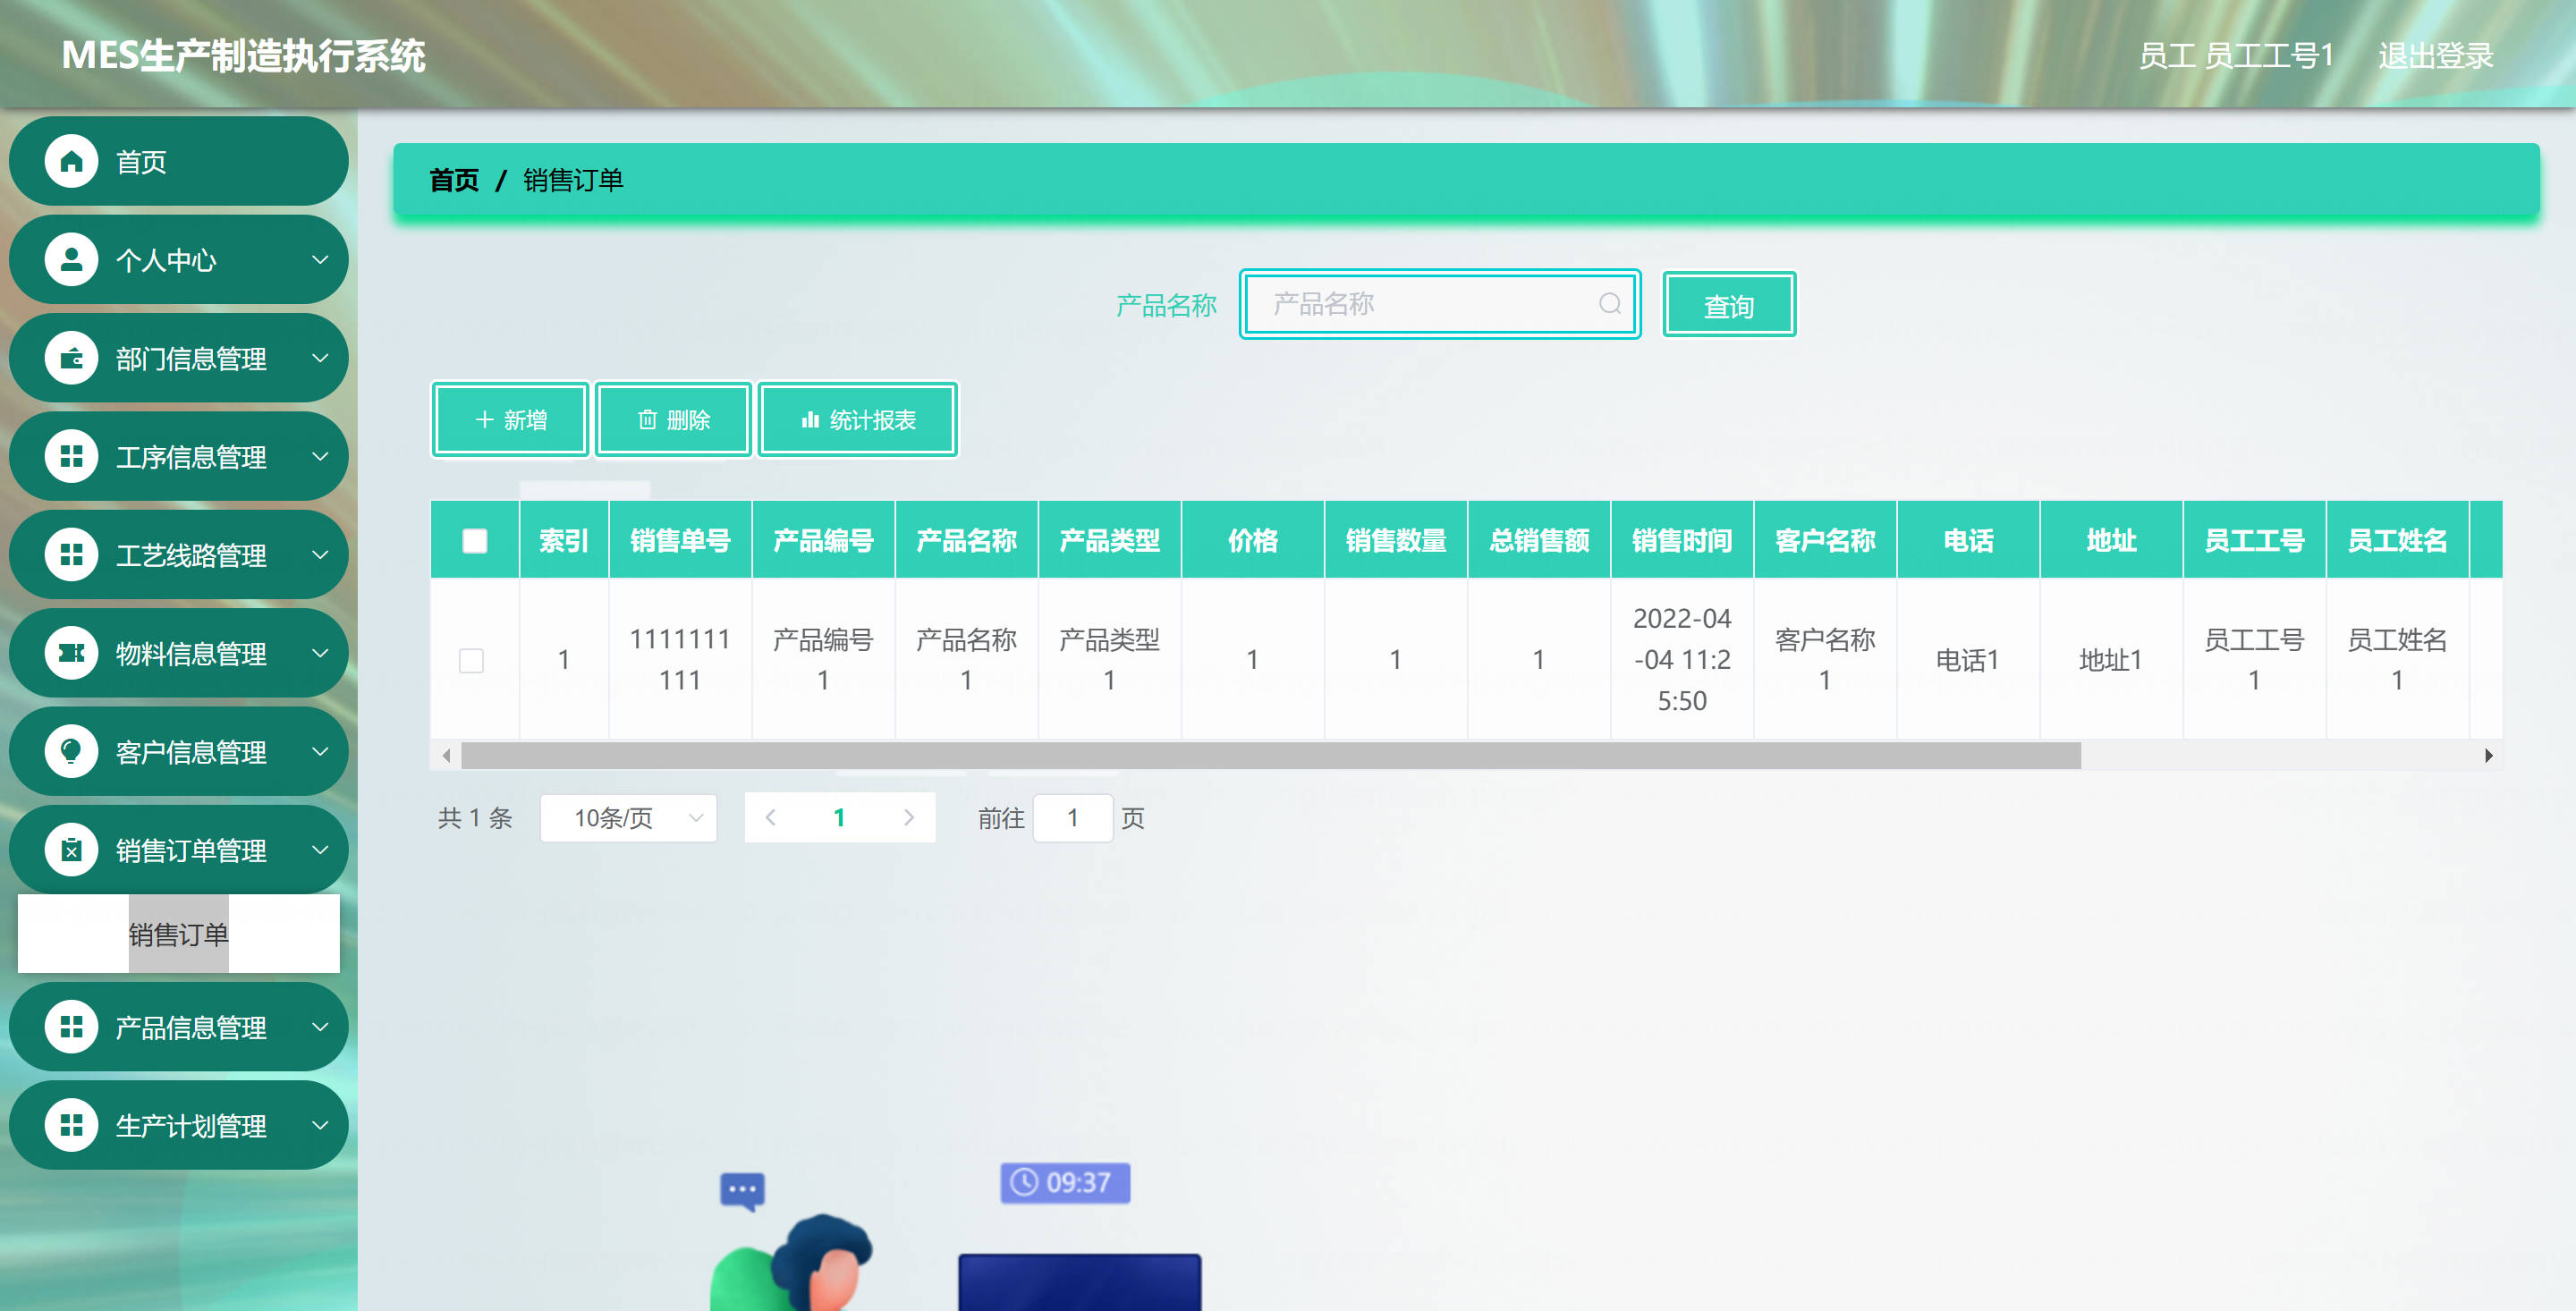 MES生产制造执行系统
员工 员工工号1 退出登录
首页
个人中心
部门信息管理
工序信息管理
工艺线路管理
物料信息管理
客户信息管理
销售订单管理
销售订单
产品信息管理
生产计划管理
首页 / 销售订单
产品名称 产品名称 查询
新增 删除 统计报表
索引 销售单号 产品编号 产品名称 产品类型 价格 销售数量 总销售额 销售时间 客户名称 电话 地址 员工工号 员工姓名
1 1111111111 产品编号1 产品名称1 产品类型1 1 1 1 2022-04-04 11:25:50 客户名称1 电话1 地址1 员工工号1 员工姓名1
共 1 条 10条/页 1 前往 1 页
09:37